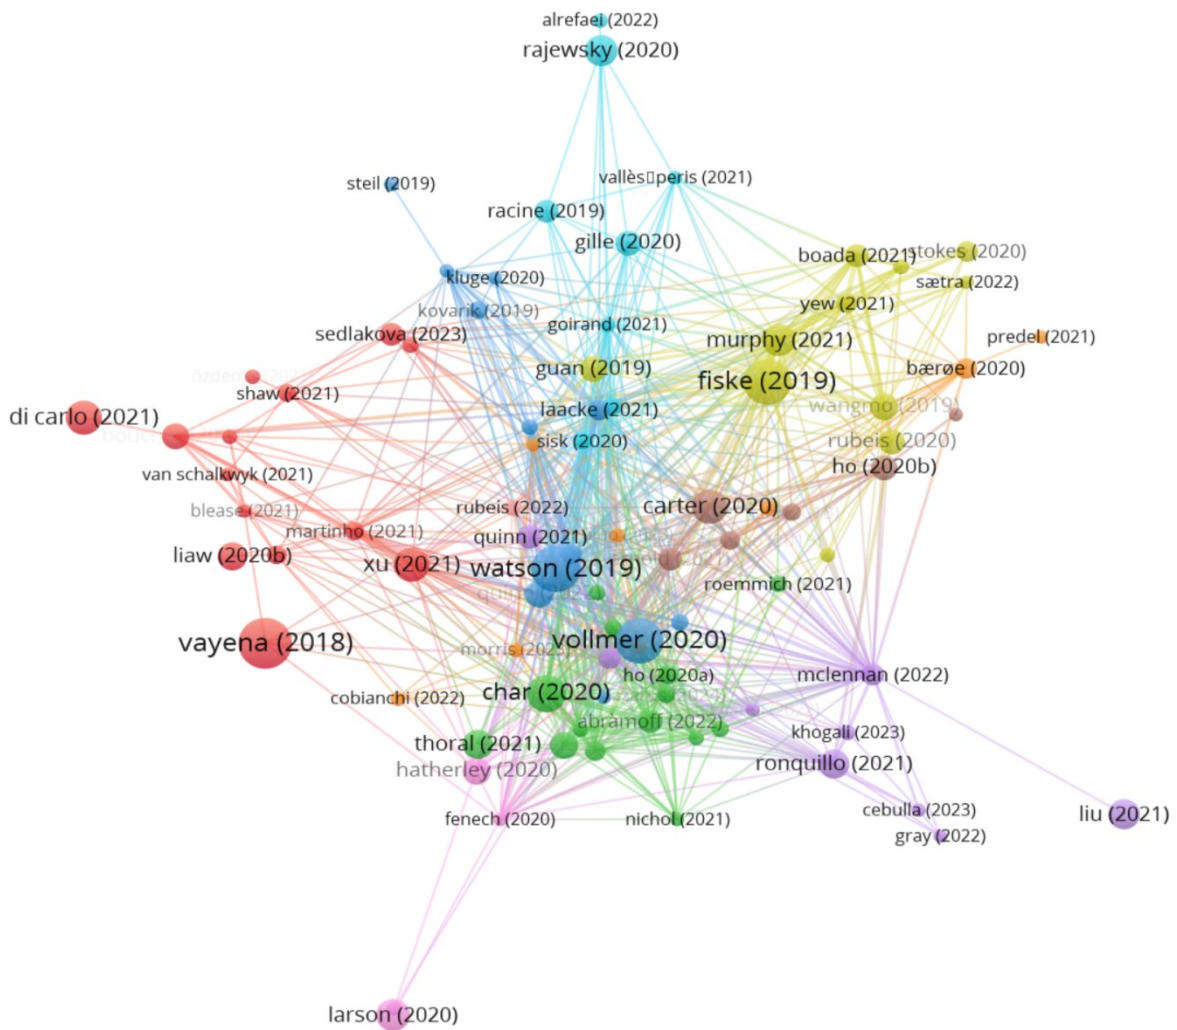 alrefaei (2022)
rajewsky (2020)
vallès▯peris (2021)
steil (2019)
racine (2019)
gille (2020)
boada (2021)
stokes (2020)
kluge (2020)
sætra (2022)
yew (2021)
kovarik (2019)
goirand (2021)
sedlakova (2023)
murphy (2021)
predel (2021)
guan (2019)
bærøe (2020)
fiske (2019)
shaw (2021)
wangmo (2019)
laacke (2021)
di carlo (2021)
sisk (2020)
rubeis (2020)
ho (2020b)
van schalkwyk (2021)
carter (2020)
rubeis (2022)
blease (2021)
martinho (2021)
quinn (2021)
liaw (2020b)
xu (2021)
watson (2019)
roemmich (2021)
vayena (2018)
vollmer (2020)
morris (2023)
ho (2020a)
mclennan (2022)
char (2020)
cobianchi (2022)
abràmoff (2022)
khogali (2023)
thoral (2021)
ronquillo (2021)
hatherley (2020)
cebulla (2023)
liu (2021)
fenech (2020)
nichol (2021)
gray (2022)
larson (2020)